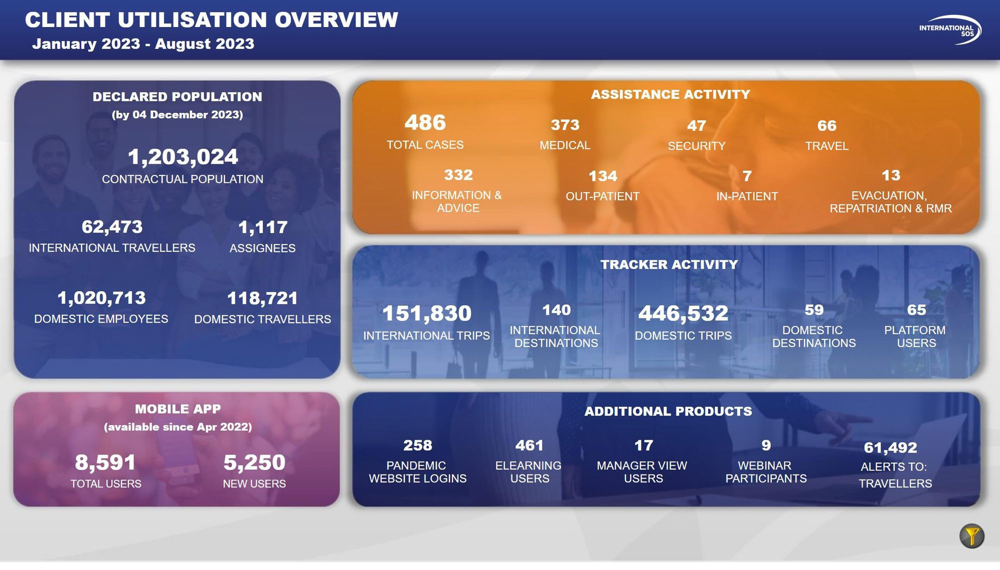 CLIENT UTILISATION OVERVIEW
January 2023 - August 2023
INTERNATIONAL
SOS
DECLARED POPULATION
(by 04 December 2023)
1,203,024
CONTRACTUAL POPULATION
62,473
INTERNATIONAL TRAVELLERS
1,117
ASSIGNEES
1,020,713
DOMESTIC EMPLOYEES
118,721
DOMESTIC TRAVELLERS
ASSISTANCE ACTIVITY
486
TOTAL CASES
373
MEDICAL
47
SECURITY
66
TRAVEL
332
INFORMATION &
ADVICE
134
OUT-PATIENT
7
IN-PATIENT
13
EVACUATION,
REPATRIATION & RMR
TRACKER ACTIVITY
151,830
INTERNATIONAL TRIPS
140
INTERNATIONAL
DESTINATIONS
446,532
DOMESTIC TRIPS
59
DOMESTIC
DESTINATIONS
65
PLATFORM
USERS
MOBILE APP
(available since Apr 2022)
8,591
TOTAL USERS
5,250
NEW USERS
ADDITIONAL PRODUCTS
258
PANDEMIC
WEBSITE LOGINS
461
ELEARNING
USERS
17
MANAGER VIEW
USERS
9
WEBINAR
PARTICIPANTS
61,492
ALERTS TO:
TRAVELLERS